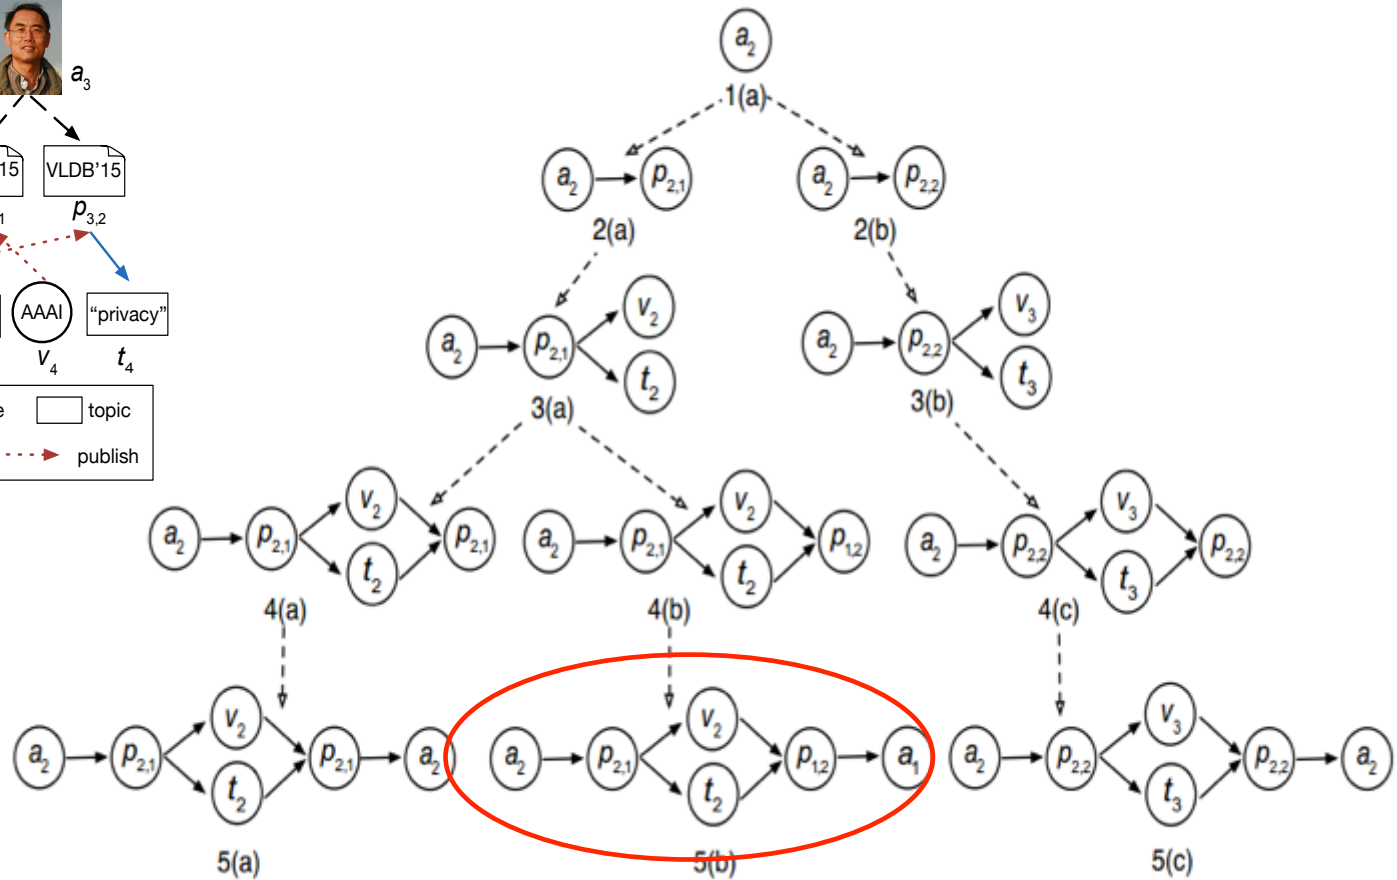 a3
15
VLDB'15
1
p3,2
AAAI
"privacy"
v4
t4
e
topic
publish
a2
1(a)
a2
p2,1
a2
p2,2
2(a)
2(b)
a2
p2,1
v2
t2
a2
p2,2
v3
t3
3(a)
3(b)
a2
p2,1
v2
t2
p2,1
a2
p2,1
v2
t2
p1,2
a2
p2,2
v3
t3
p2,2
4(a)
4(b)
4(c)
a2
p2,1
v2
t2
p2,1
a2
a2
p2,1
v2
t2
p1,2
a1
a2
p2,2
v3
t3
p2,2
a2
5(a)
5(b)
5(c)